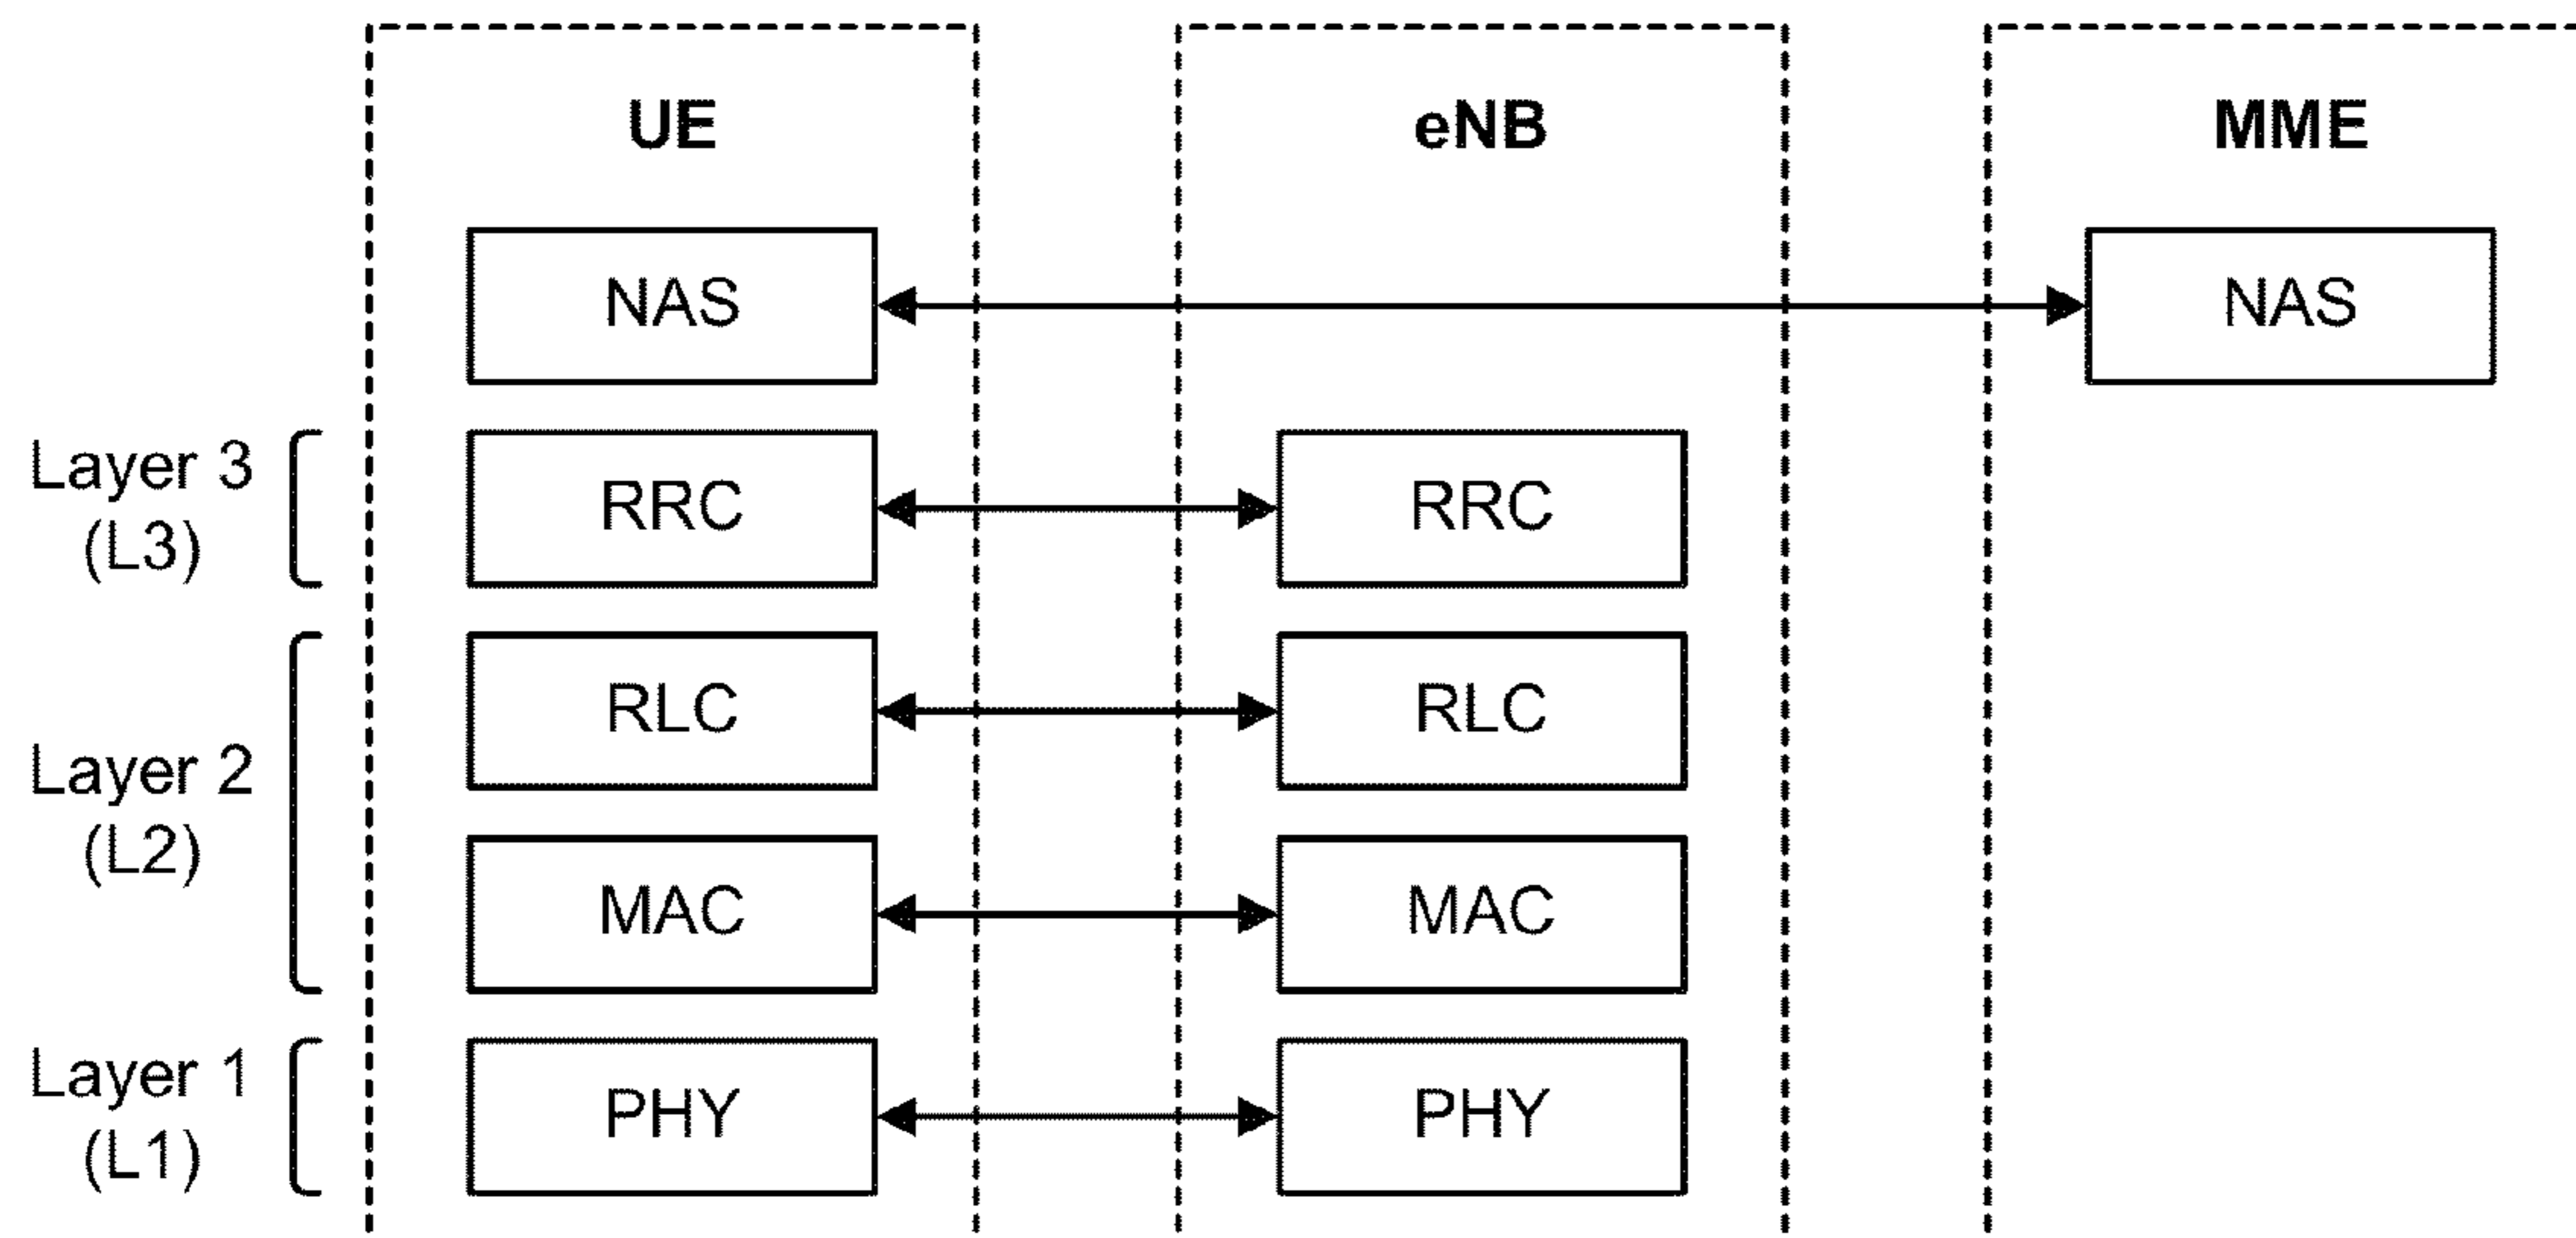 UE
eNB
MME
NAS
NAS
Layer 3
(L3)
RRC
RRC
Layer 2
(L2)
RLC
RLC
MAC
MAC
Layer 1
(L1)
PHY
PHY